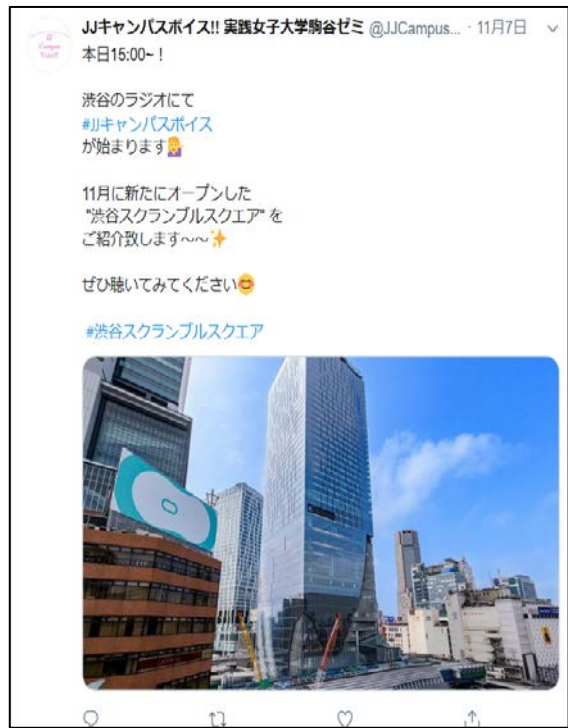 JJキャンパスボイス!! 実践女子大学駒谷ゼミ @JJCampus... · 11月7日
本日15:00~！
渋谷のラジオにて
#JJキャンパスボイス
が始まります💁‍♀️
11月に新たにオープンした
"渋谷スクランブルスクエア" を
ご紹介致します~~✨
ぜひ聴いてみてください😊
#渋谷スクランブルスクエア